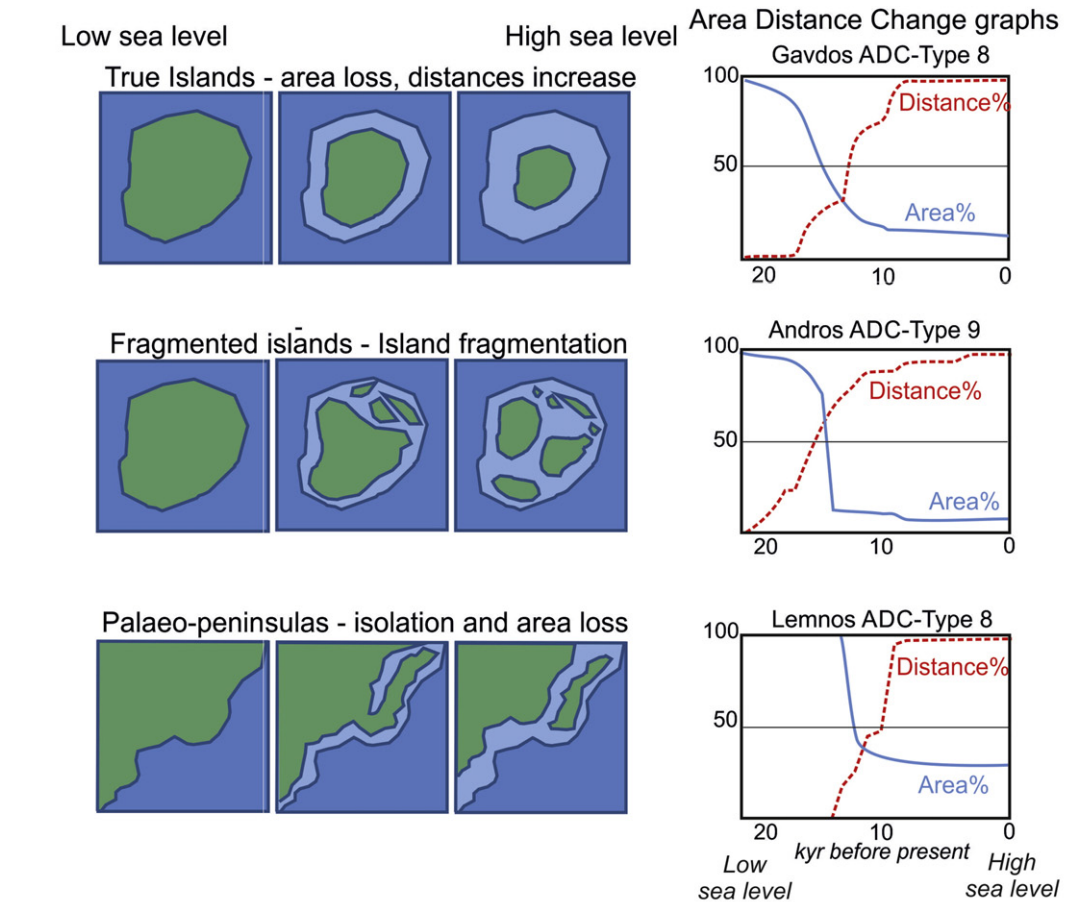 Low sea level
High sea level
Area Distance Change graphs
True Islands - area loss, distances increase
Gavdos ADC-Type 8
100
50
Distance%
Area%
20 10 0
Fragmented islands - Island fragmentation
Andros ADC-Type 9
100
50
Distance%
Area%
20 10 0
Palaeo-peninsulas - isolation and area loss
Lemnos ADC-Type 8
100
50
Distance%
Area%
20 10 0
kyr before present
Low
sea level
High
sea level